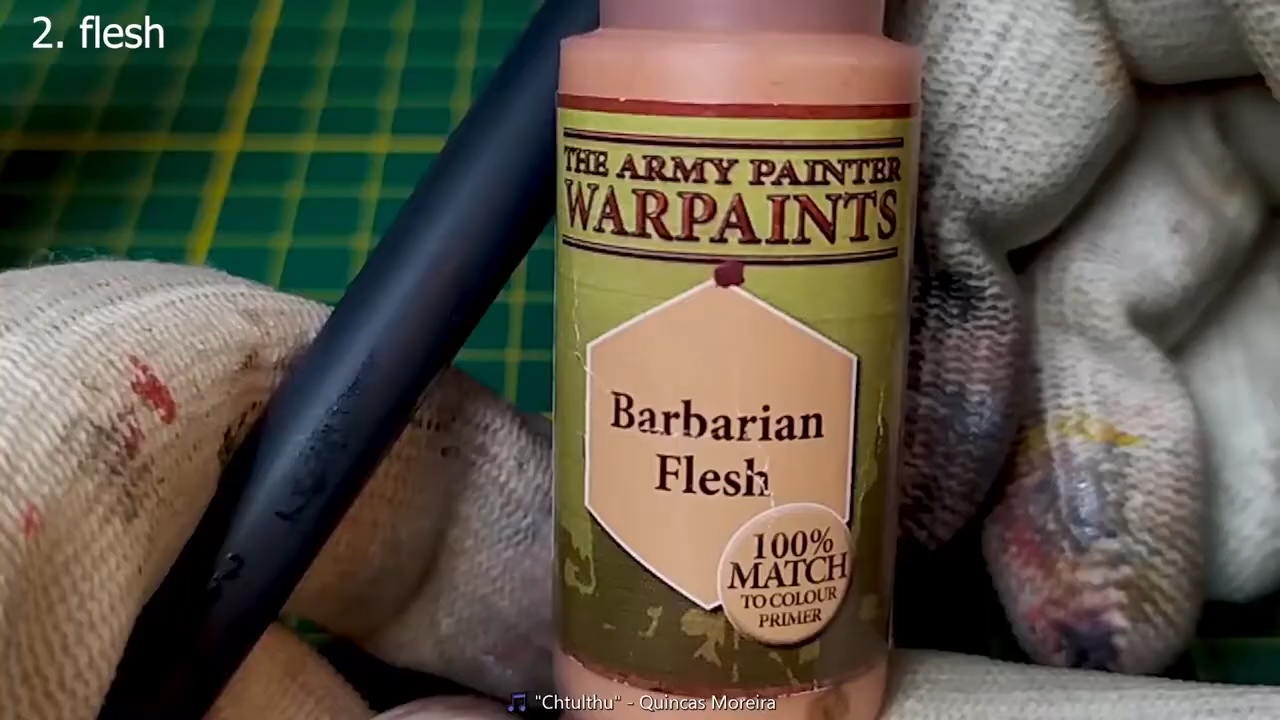 2. flesh
THE ARMY PAINTER
WARPAINTS
Barbarian
Flesh
100%
MATCH
TO COLOUR
PRIMER
🎵 "Chtulthu" - Quincas Moreira